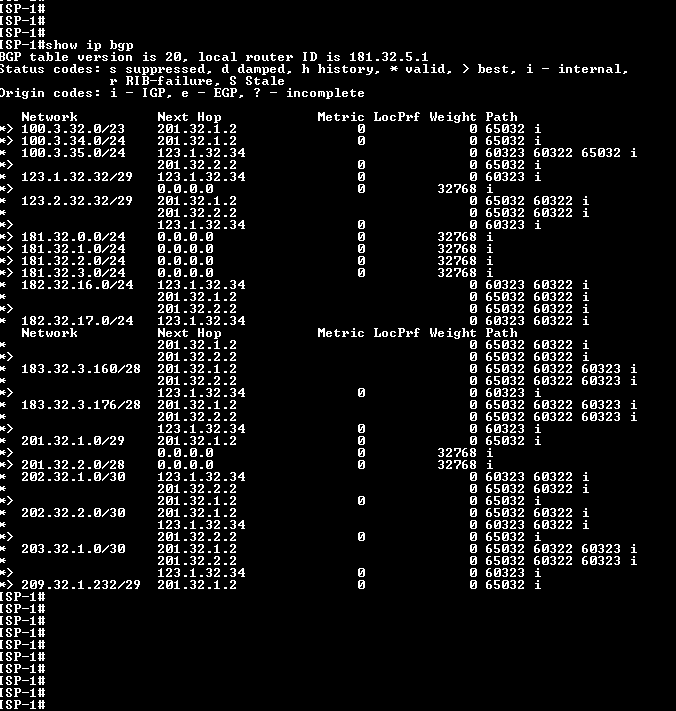 ISP-1#
ISP-1#
ISP-1#
ISP-1#show ip bgp
BGP table version is 20, local router ID is 181.32.5.1
Status codes: s suppressed, d damped, h history, * valid, > best, i - internal,
              r RIB-failure, S Stale
Origin codes: i - IGP, e - EGP, ? - incomplete
   Network          Next Hop            Metric LocPrf Weight Path
*> 100.3.32.0/23    201.32.1.2               0             0 65032 i
*> 100.3.34.0/24    201.32.1.2               0             0 65032 i
*  100.3.35.0/24    123.1.32.34                            0 60323 60322 65032 i
*>                  201.32.2.2               0             0 65032 i
*  123.1.32.32/29   123.1.32.34              0             0 60323 i
*>                  0.0.0.0                  0         32768 i
*  123.2.32.32/29   201.32.1.2                             0 65032 60322 i
*                   201.32.2.2                             0 65032 60322 i
*>                  123.1.32.34              0             0 60323 i
*> 181.32.0.0/24    0.0.0.0                  0         32768 i
*> 181.32.1.0/24    0.0.0.0                  0         32768 i
*> 181.32.2.0/24    0.0.0.0                  0         32768 i
*> 181.32.3.0/24    0.0.0.0                  0         32768 i
*  182.32.16.0/24   123.1.32.34                            0 60323 60322 i
*                   201.32.1.2                             0 65032 60322 i
*>                  201.32.2.2                             0 65032 60322 i
*  182.32.17.0/24   123.1.32.34                            0 60323 60322 i
   Network          Next Hop            Metric LocPrf Weight Path
*                   201.32.1.2                             0 65032 60322 i
*>                  201.32.2.2                             0 65032 60322 i
*  183.32.3.160/28  201.32.1.2                             0 65032 60322 60323 i
*                   201.32.2.2                             0 65032 60322 60323 i
*>                  123.1.32.34              0             0 60323 i
*  183.32.3.176/28  201.32.1.2                             0 65032 60322 60323 i
*                   201.32.2.2                             0 65032 60322 60323 i
*>                  123.1.32.34              0             0 60323 i
*  201.32.1.0/29    201.32.1.2               0             0 65032 i
*>                  0.0.0.0                  0         32768 i
*> 201.32.2.0/28    0.0.0.0                  0         32768 i
*  202.32.1.0/30    123.1.32.34                            0 60323 60322 i
*                   201.32.2.2                             0 65032 60322 i
*>                  201.32.1.2               0             0 65032 i
*  202.32.2.0/30    201.32.1.2                             0 65032 60322 i
*                   123.1.32.34                            0 60323 60322 i
*>                  201.32.2.2               0             0 65032 i
*  203.32.1.0/30    201.32.1.2                             0 65032 60322 60323 i
*                   201.32.2.2                             0 65032 60322 60323 i
*>                  123.1.32.34              0             0 60323 i
*> 209.32.1.232/29  201.32.1.2               0             0 65032 i
ISP-1#
ISP-1#
ISP-1#
ISP-1#
ISP-1#
ISP-1#
ISP-1#
ISP-1#
ISP-1#
ISP-1#